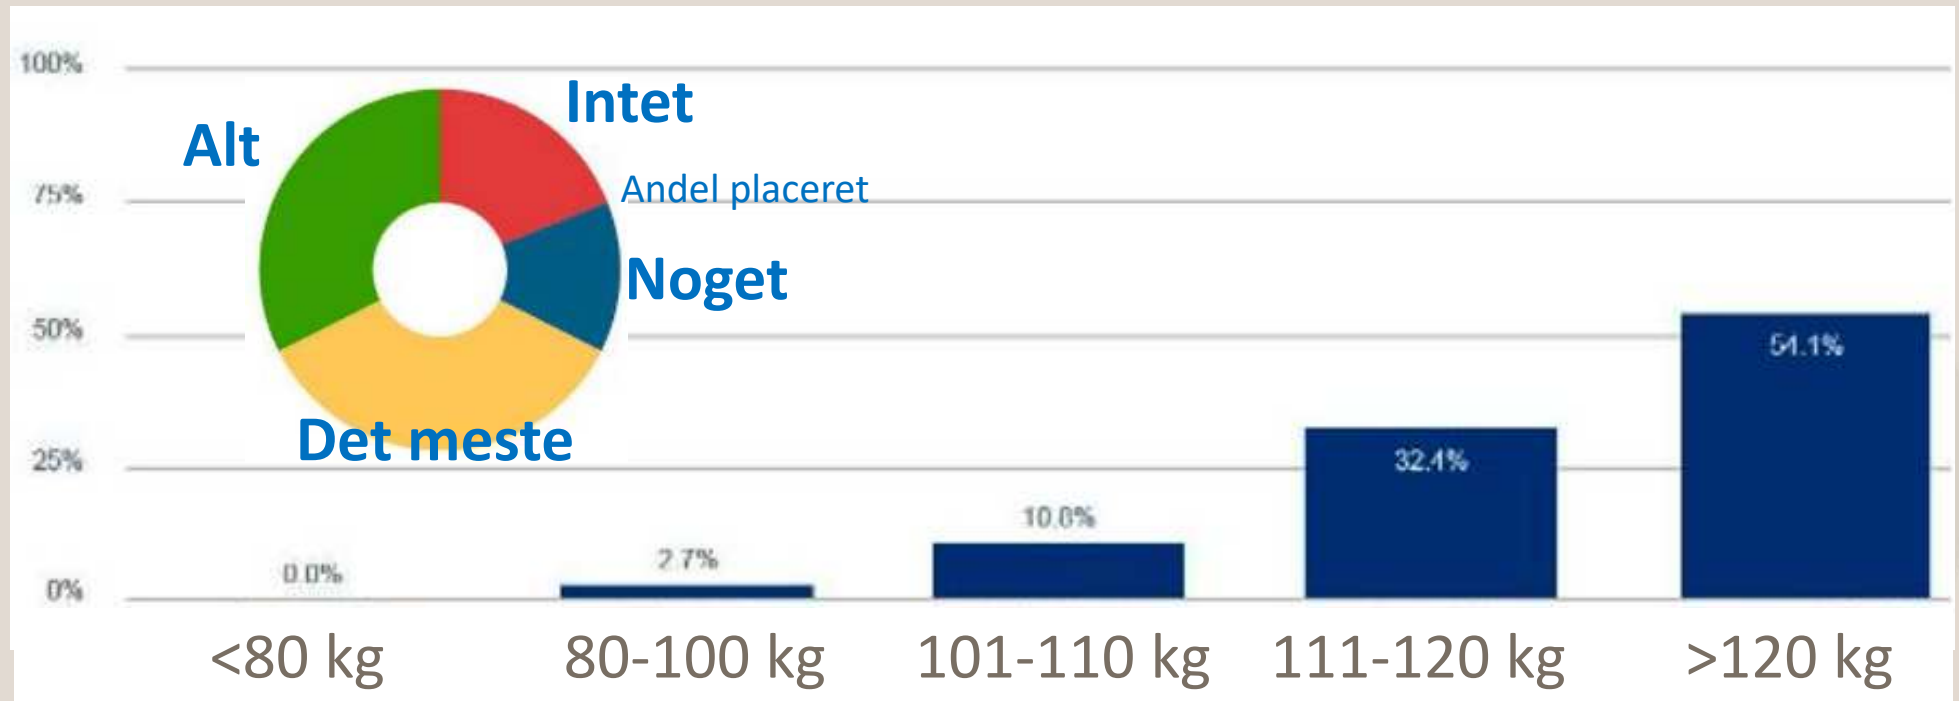 100%
Intet
Alt
75%
Andel placeret
Noget
50%
54.1%
Det meste
25%
32.4%
10.8%
2.7%
0.0%
0%
<80 kg
80-100 kg
101-110 kg
111-120 kg
>120 kg